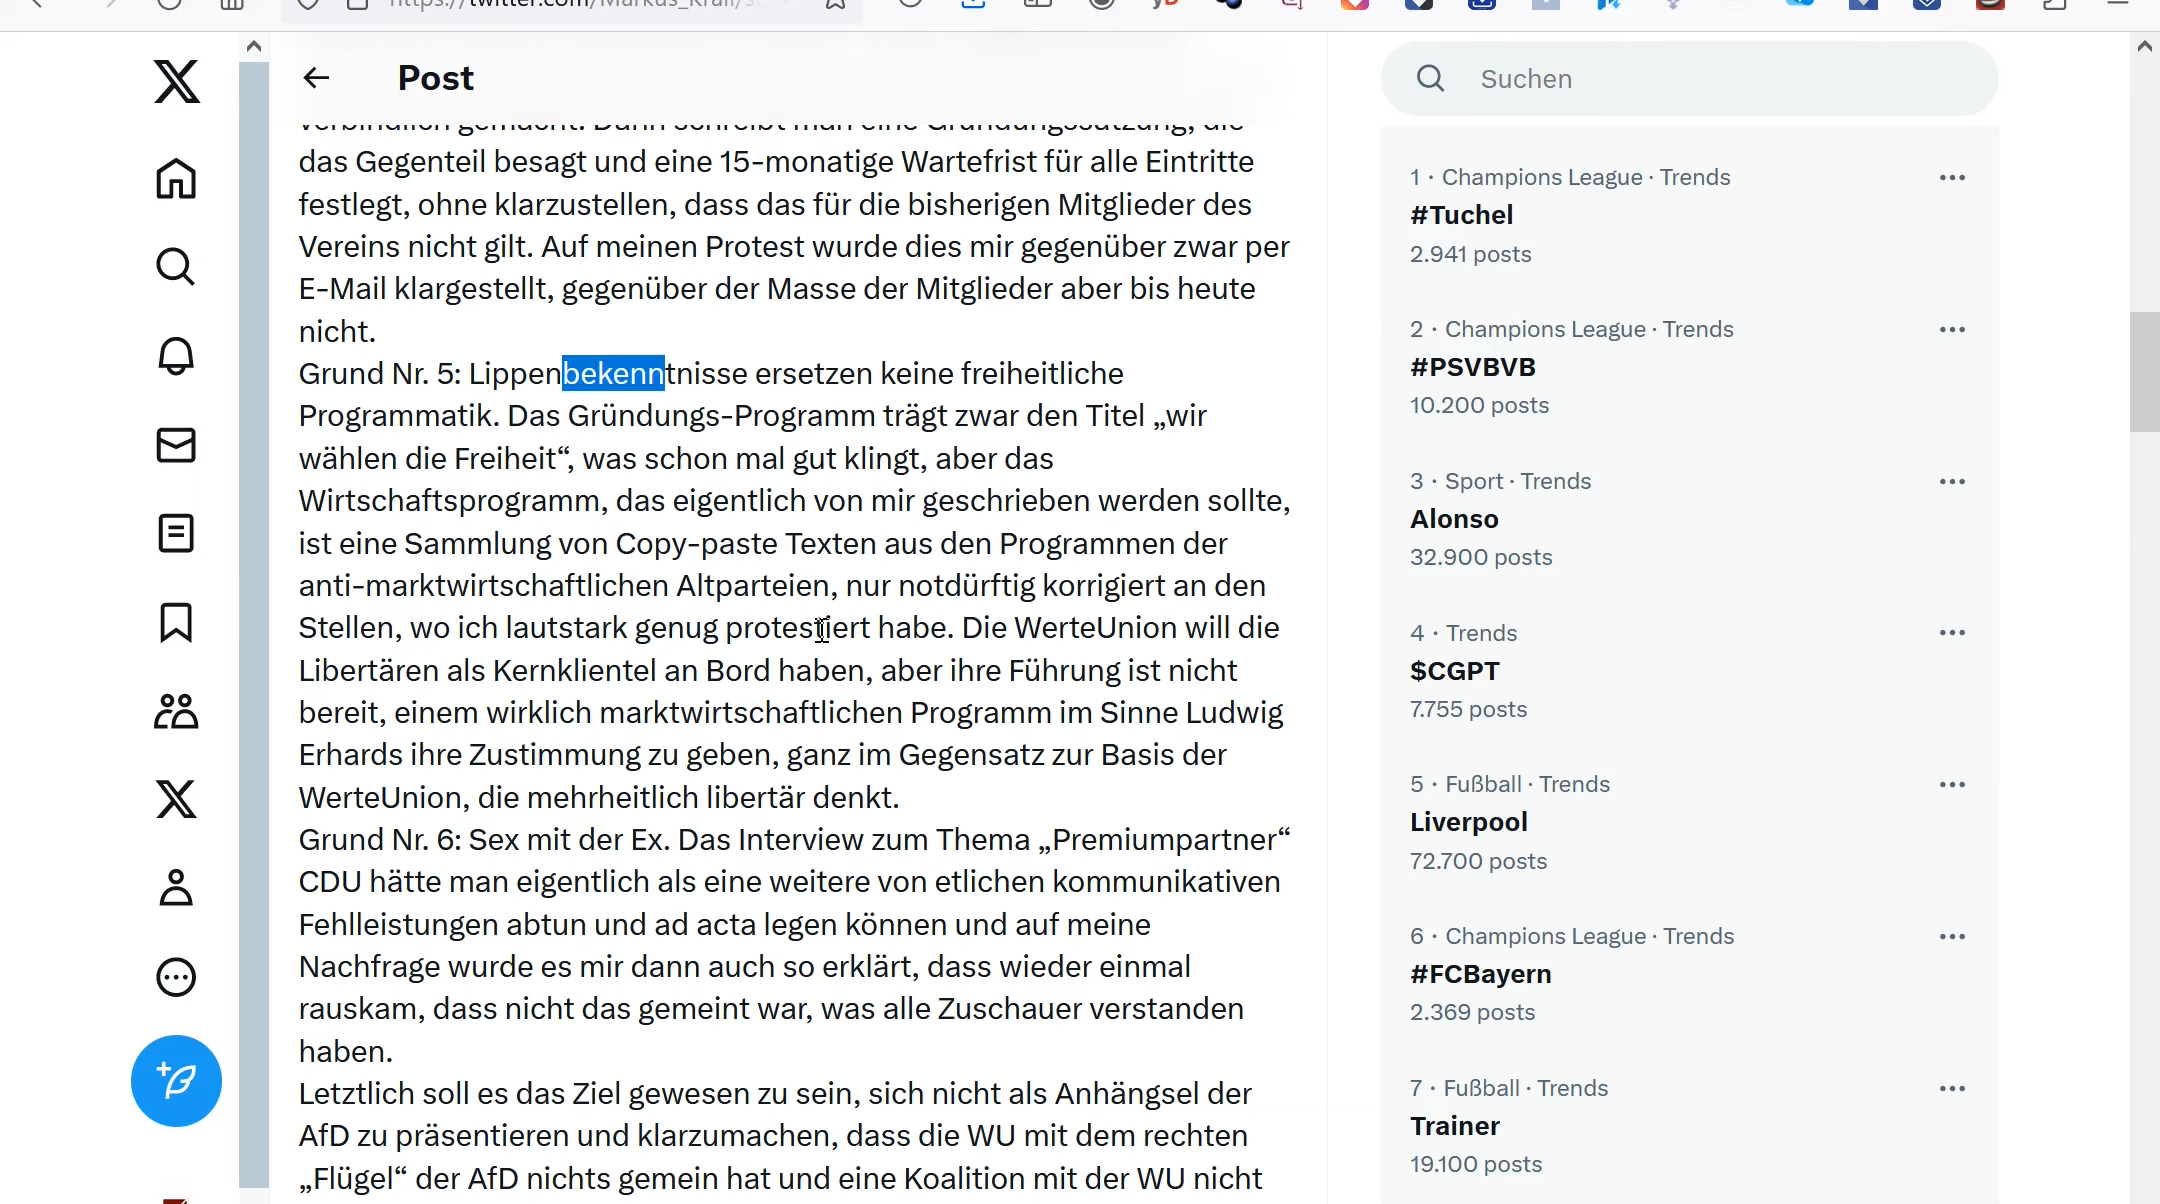 https://twitter.com/Markus_Krall/s
Post
verbindlich gemacht. Dann schreibt man eine Gründungssatzung, die
das Gegenteil besagt und eine 15-monatige Wartefrist für alle Eintritte
festlegt, ohne klarzustellen, dass das für die bisherigen Mitglieder des
Vereins nicht gilt. Auf meinen Protest wurde dies mir gegenüber zwar per
E-Mail klargestellt, gegenüber der Masse der Mitglieder aber bis heute
nicht.
Grund Nr. 5: Lippenbekenntnisse ersetzen keine freiheitliche
Programmatik. Das Gründungs-Programm trägt zwar den Titel „wir
wählen die Freiheit“, was schon mal gut klingt, aber das
Wirtschaftsprogramm, das eigentlich von mir geschrieben werden sollte,
ist eine Sammlung von Copy-paste Texten aus den Programmen der
anti-marktwirtschaftlichen Altparteien, nur notdürftig korrigiert an den
Stellen, wo ich lautstark genug protestiert habe. Die WerteUnion will die
Libertären als Kernklientel an Bord haben, aber ihre Führung ist nicht
bereit, einem wirklich marktwirtschaftlichen Programm im Sinne Ludwig
Erhards ihre Zustimmung zu geben, ganz im Gegensatz zur Basis der
WerteUnion, die mehrheitlich libertär denkt.
Grund Nr. 6: Sex mit der Ex. Das Interview zum Thema „Premiumpartner“
CDU hätte man eigentlich als eine weitere von etlichen kommunikativen
Fehlleistungen abtun und ad acta legen können und auf meine
Nachfrage wurde es mir dann auch so erklärt, dass wieder einmal
rauskam, dass nicht das gemeint war, was alle Zuschauer verstanden
haben.
Letztlich soll es das Ziel gewesen zu sein, sich nicht als Anhängsel der
AfD zu präsentieren und klarzumachen, dass die WU mit dem rechten
„Flügel“ der AfD nichts gemein hat und eine Koalition mit der WU nicht
Suchen
1 · Champions League · Trends
#Tuchel
2.941 posts
2 · Champions League · Trends
#PSVBVB
10.200 posts
3 · Sport · Trends
Alonso
32.900 posts
4 · Trends
$CGPT
7.755 posts
5 · Fußball · Trends
Liverpool
72.700 posts
6 · Champions League · Trends
#FCBayern
2.369 posts
7 · Fußball · Trends
Trainer
19.100 posts